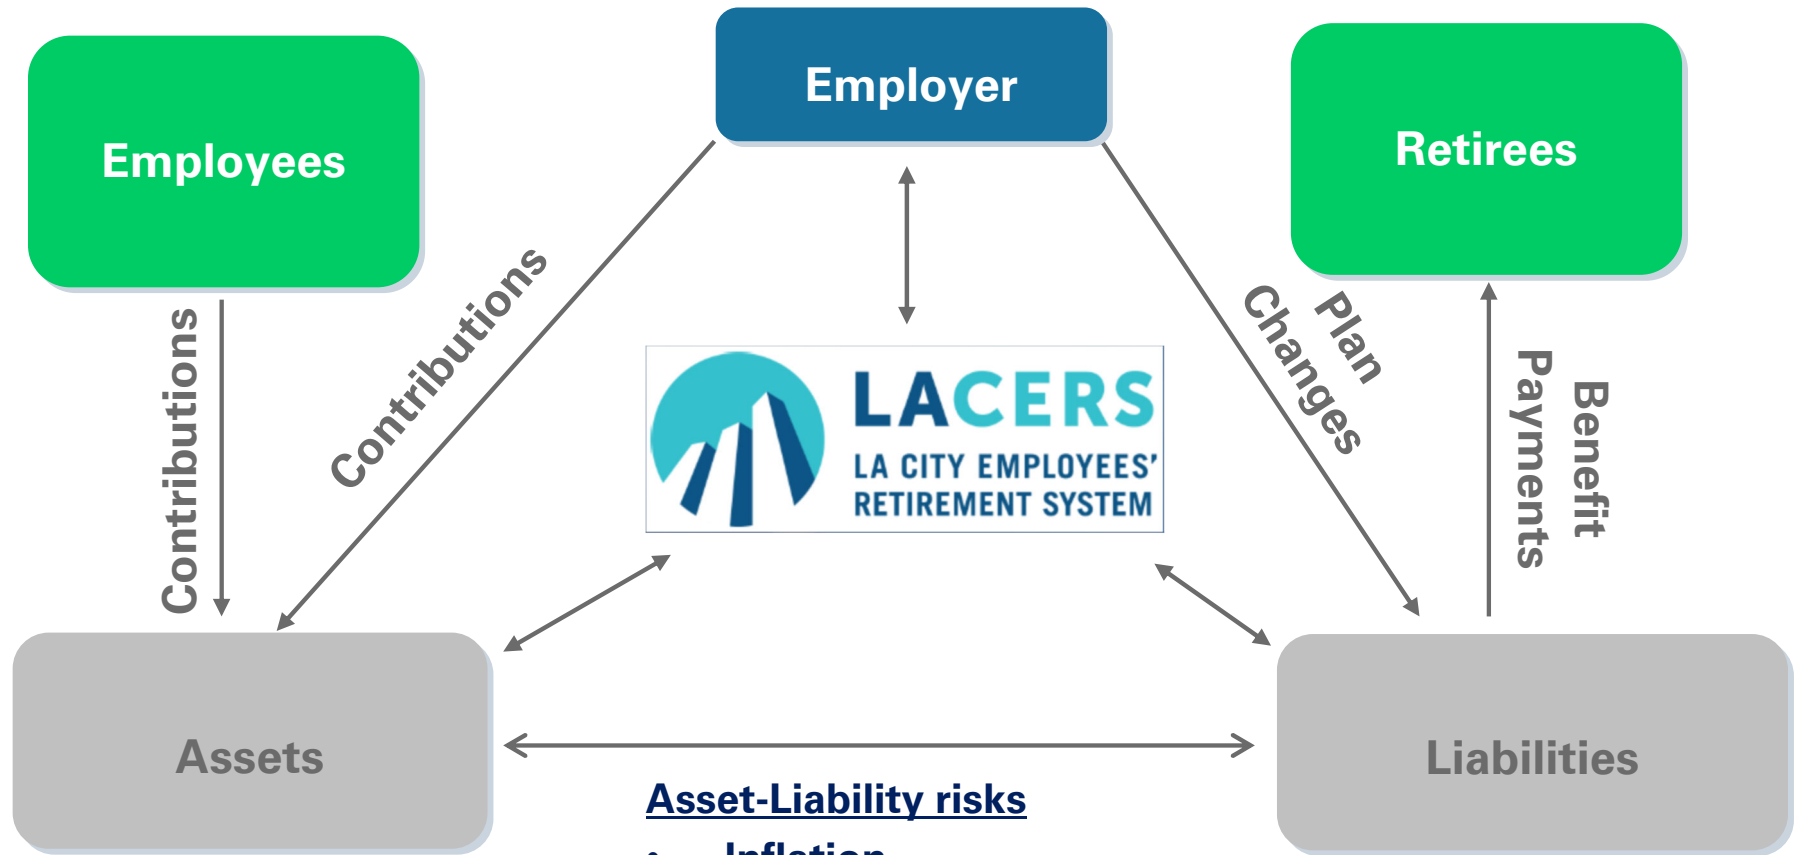 Employer
Employees
Retirees
Contributions
Contributions
Plan
Changes
Benefit
Payments
LACERS
LA CITY EMPLOYEES'
RETIREMENT SYSTEM
Assets
Liabilities
Asset-Liability risks
• Inflation